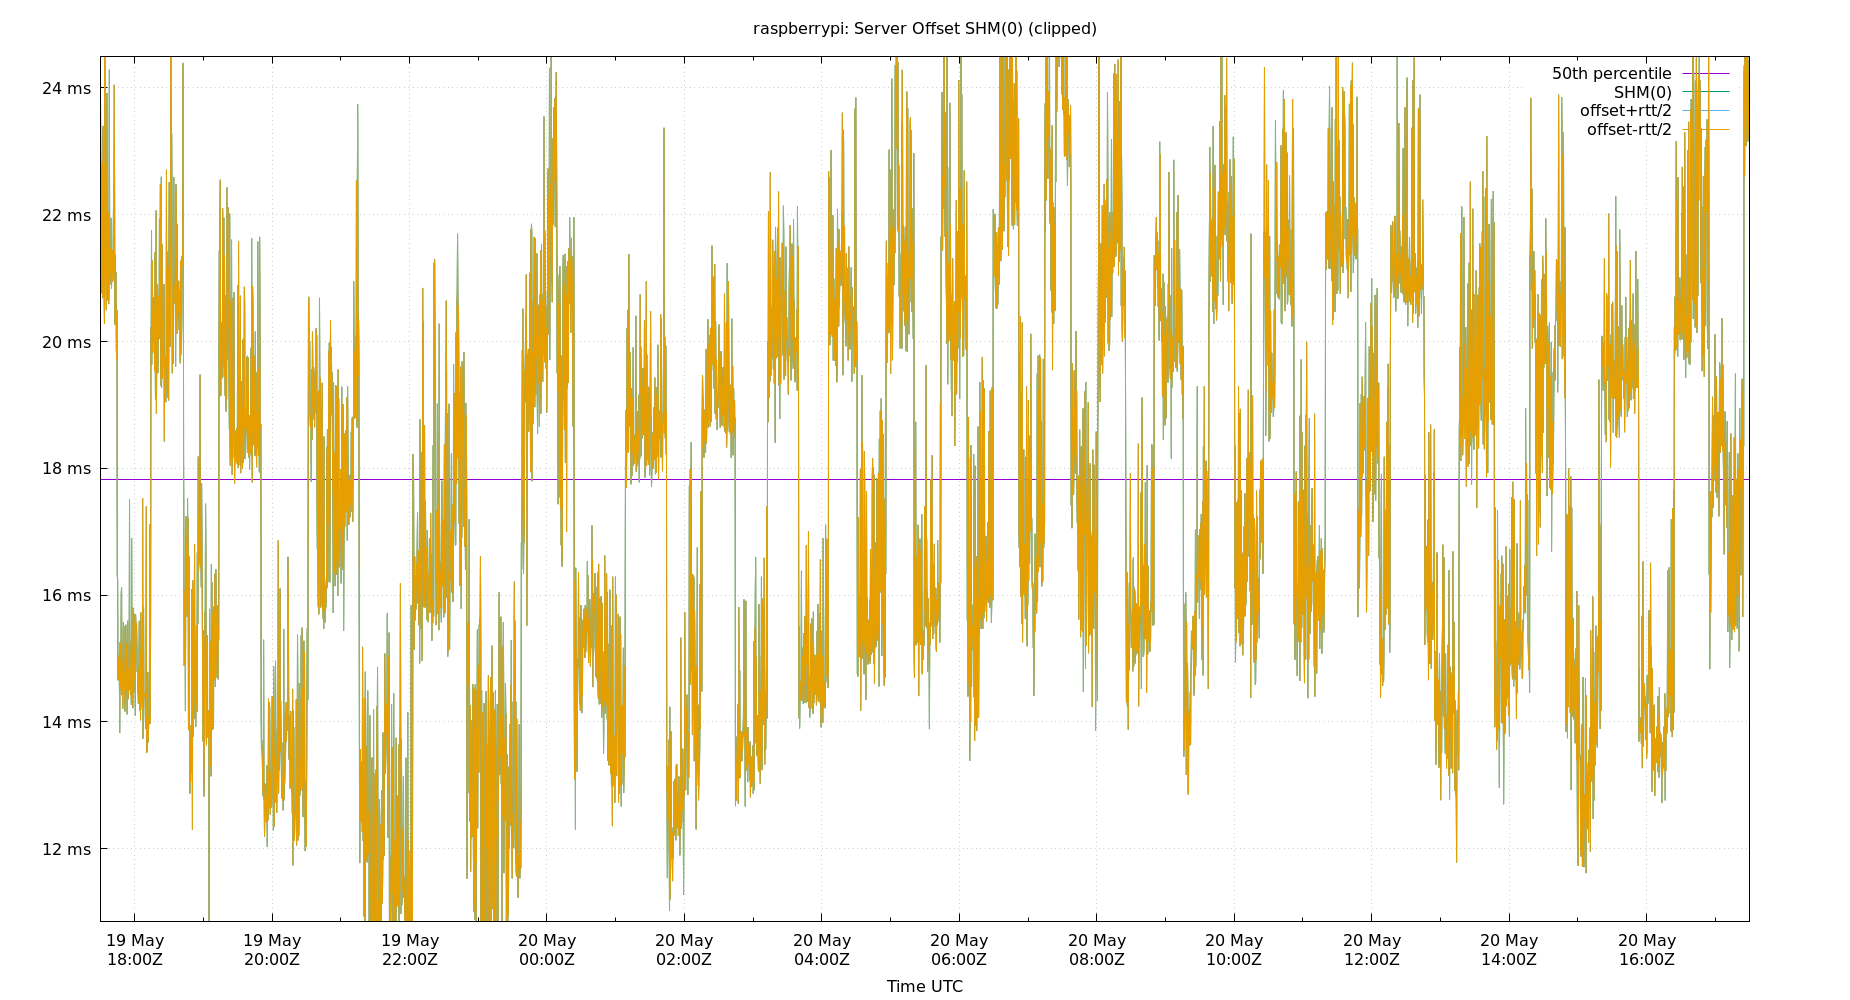 raspberrypi: Server Offset SHM(0) (clipped)
50th percentile
SHM(0)
offset+rtt/2
offset-rtt/2
24 ms
22 ms
20 ms
18 ms
16 ms
14 ms
12 ms
19 May 19 May 19 May 20 May 20 May 20 May 20 May 20 May 20 May 20 May 20 May 20 May
18:00Z 20:00Z 22:00Z 00:00Z 02:00Z 04:00Z 06:00Z 08:00Z 10:00Z 12:00Z 14:00Z 16:00Z
Time UTC